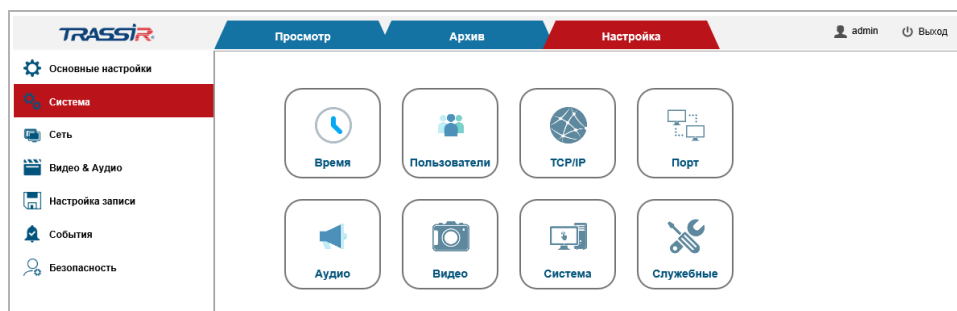 TRASSIR
Просмотр Архив Настройка admin Выход
Основные настройки
Система
Сеть
Видео & Аудио
Настройка записи
События
Безопасность
Время Пользователи TCP/IP Порт
Аудио Видео Система Служебные